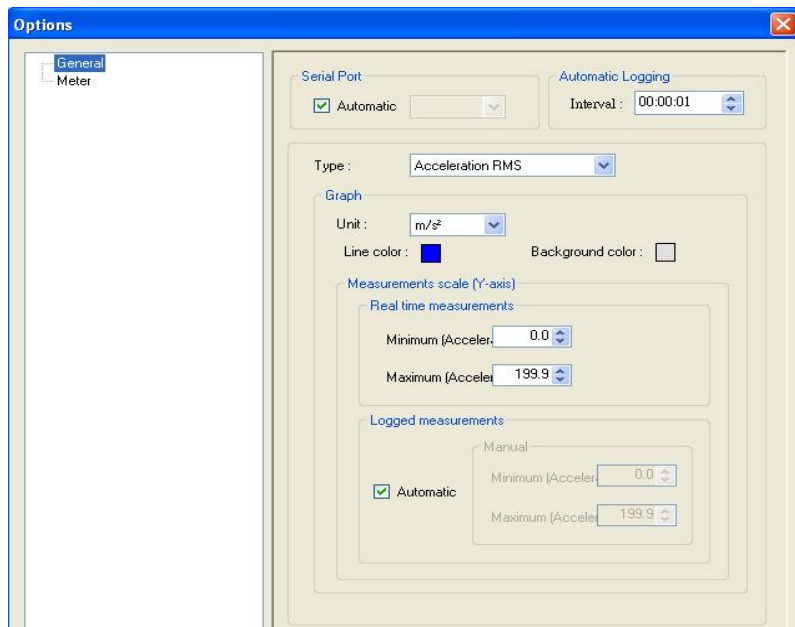 Options
General
Meter
Serial Port
Automatic
Automatic Logging
Interval : 00:00:01
Type : Acceleration RMS
Graph
Unit : m/s²
Line color : Background color :
Measurements scale (Y-axis)
Real time measurements
Minimum (Acceler. 0.0
Maximum (Acceler 199.9
Logged measurements
Manual
Automatic
Minimum (Acceler. 0.0
Maximum (Acceler 199.9